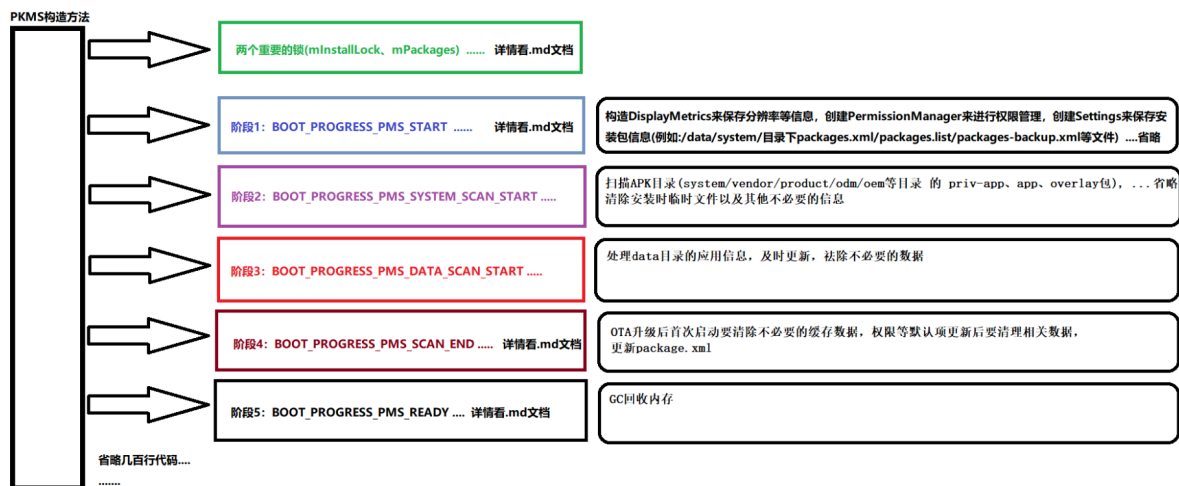 PKMS构造方法
两个重要的锁(mInstallLock、mPackages) ...... 详情看.md文档
阶段1：BOOT_PROGRESS_PMS_START ...... 详情看.md文档
构造DisplayMetrics来保存分辨率等信息，创建PermissionManager来进行权限管理，创建Settings来保存安
装包信息(例如:/data/system/目录下packages.xml/packages.list/packages-backup.xml等文件) ....省略
阶段2：BOOT_PROGRESS_PMS_SYSTEM_SCAN_START .....
扫描APK目录(system/vendor/product/odm/oem等目录 的 priv-app、app、overlay包)，...省略
清除安装时临时文件以及其他不必要的信息
阶段3：BOOT_PROGRESS_PMS_DATA_SCAN_START .....
处理data目录的应用信息，及时更新，祛除不必要的数据
阶段4：BOOT_PROGRESS_PMS_SCAN_END ..... 详情看.md文档
OTA升级后首次启动要清除不必要的缓存数据，权限等默认项更新后要清理相关数据，
更新package.xml
阶段5：BOOT_PROGRESS_PMS_READY .... 详情看.md文档
GC回收内存
省略几百行代码....
.......